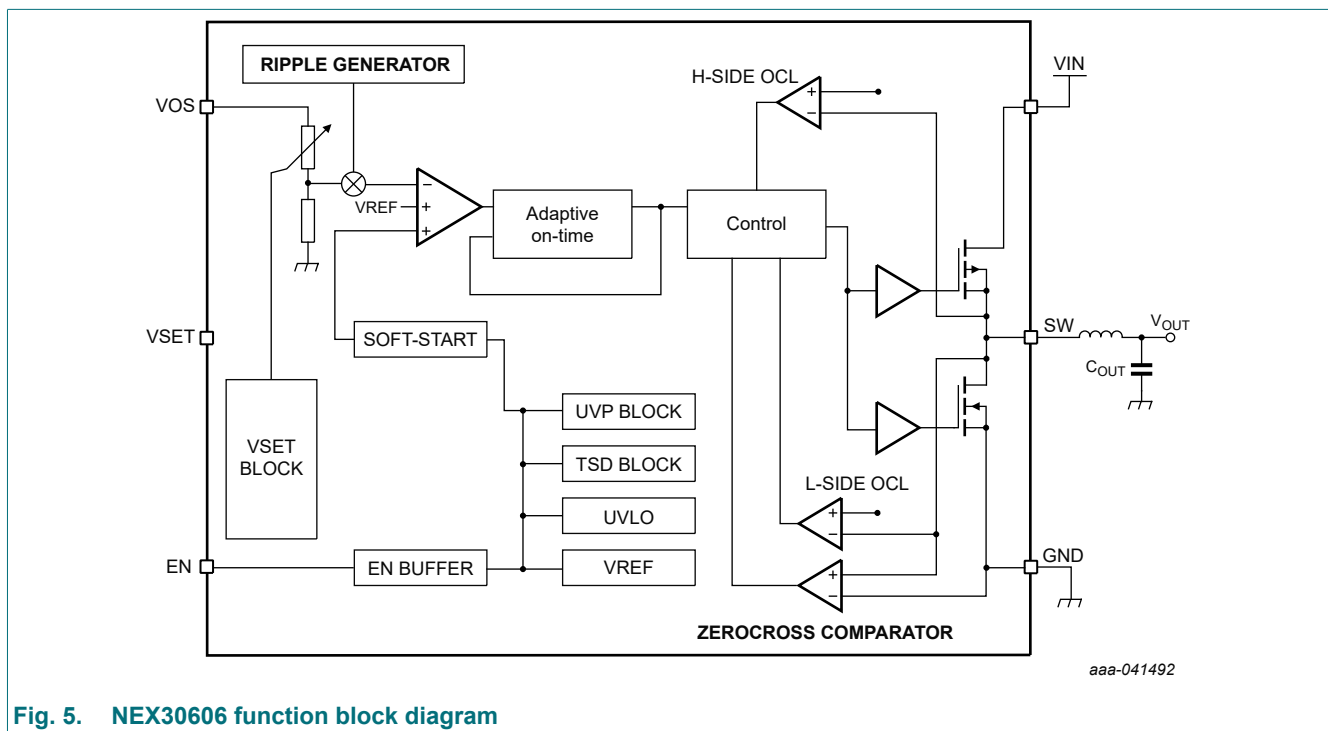 RIPPLE GENERATOR
VIN
H-SIDE OCL
VOS
+
−
−
VREF
+
+
Adaptive
on-time
Control
VSET
SOFT-START
SW
VOUT
COUT
UVP BLOCK
VSET
BLOCK
TSD BLOCK
L-SIDE OCL
+
−
UVLO
EN
EN BUFFER
VREF
GND
+
−
ZEROCROSS COMPARATOR
aaa-041492
Fig. 5. NEX30606 function block diagram